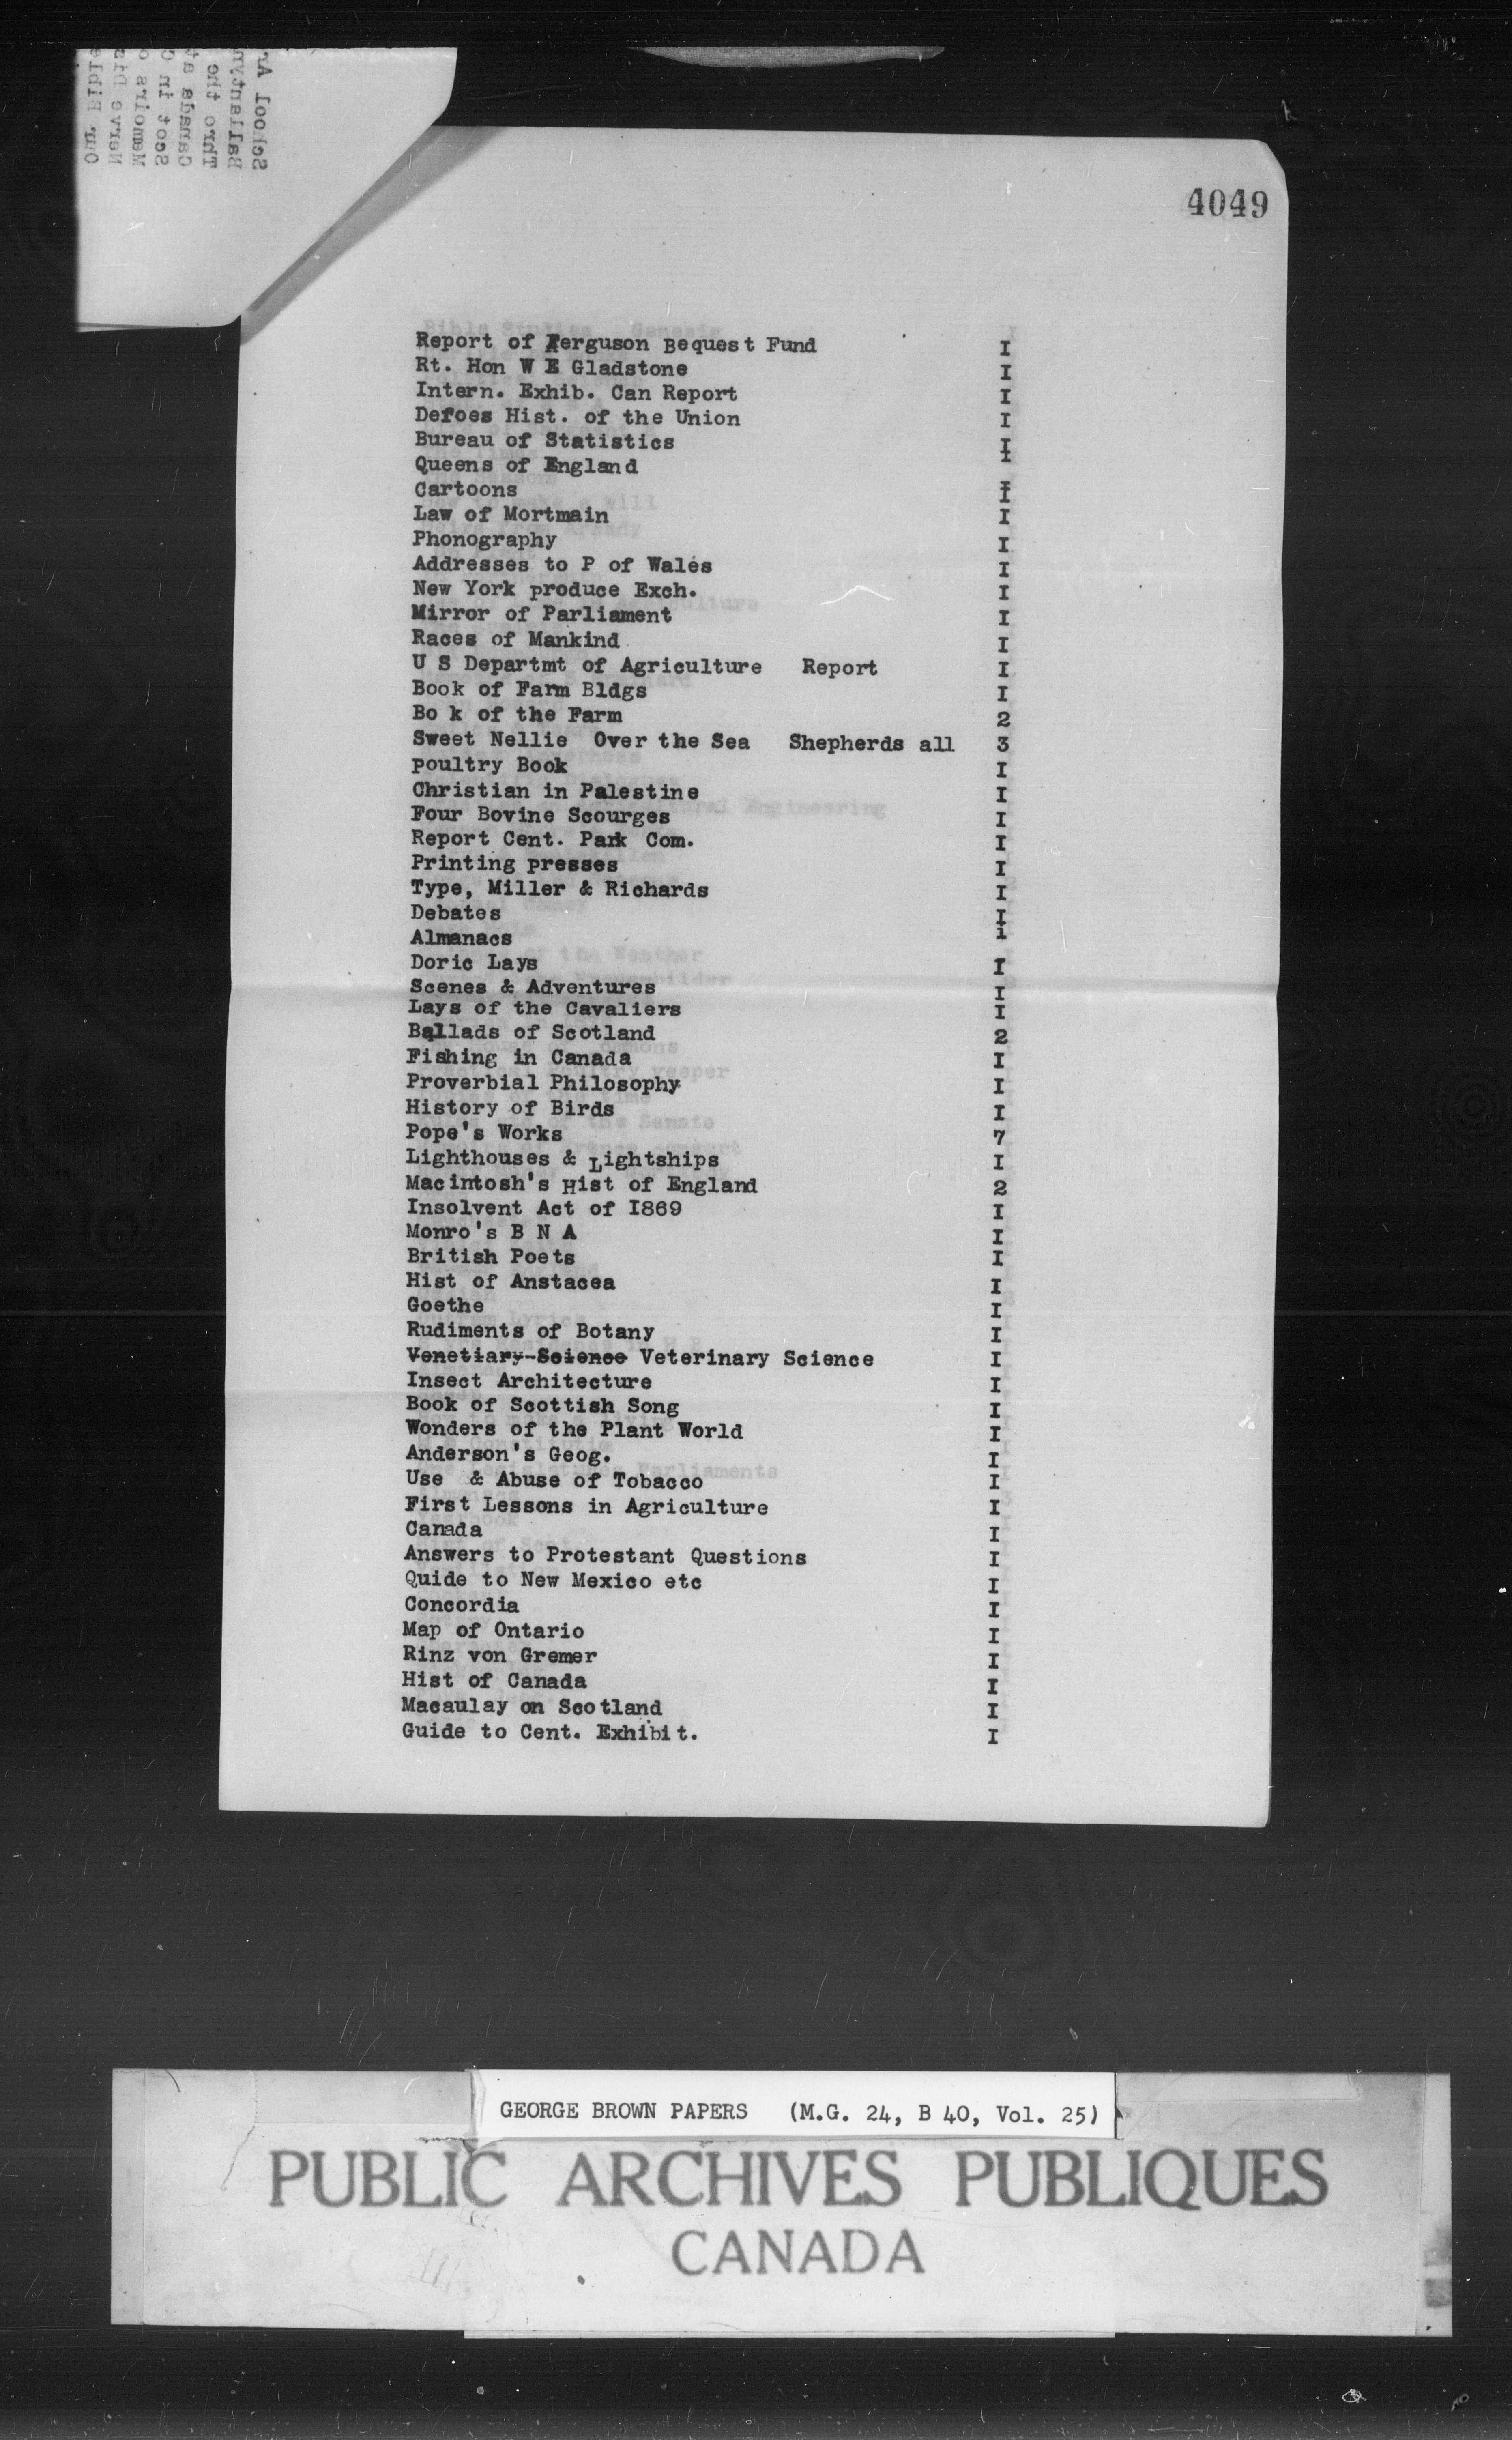 4049
Report of Ferguson Bequest Fund I
Rt. Hon W E Gladstone I
Intern. Exhib. Can Report I
Defoes Hist. of the Union I
Bureau of Statistics I
Queens of England I
Cartoons I
Law of Mortmain I
Phonography I
Addresses to P of Wales I
New York produce Exch. I
Mirror of Parliament I
Races of Mankind I
U S Departmt of Agriculture Report I
Book of Farm Bldgs I
Bo k of the Farm 2
Sweet Nellie Over the Sea Shepherds all 3
poultry Book I
Christian in Palestine I
Four Bovine Scourges I
Report Cent. Park Com. I
Printing presses I
Type, Miller & Richards I
Debates I
Almanacs 1
Doric Lays I
Scenes & Adventures I
Lays of the Cavaliers I
Ballads of Scotland 2
Fishing in Canada I
Proverbial Philosophy I
History of Birds I
Pope's Works 7
Lighthouses & Lightships I
Macintosh's Hist of England 2
Insolvent Act of I869 I
Monro's B N A I
British Poets I
Hist of Anstacea I
Goethe I
Rudiments of Botany I
Venetiary-Science Veterinary Science I
Insect Architecture I
Book of Scottish Song I
Wonders of the Plant World I
Anderson's Geog. I
Use & Abuse of Tobacco I
First Lessons in Agriculture I
Canada I
Answers to Protestant Questions I
Quide to New Mexico etc I
Concordia I
Map of Ontario I
Rinz von Gremer I
Hist of Canada I
Macaulay on Scotland I
Guide to Cent. Exhibit. I
GEORGE BROWN PAPERS (M.G. 24, B 40, Vol. 25)
PUBLIC ARCHIVES PUBLIQUES
CANADA